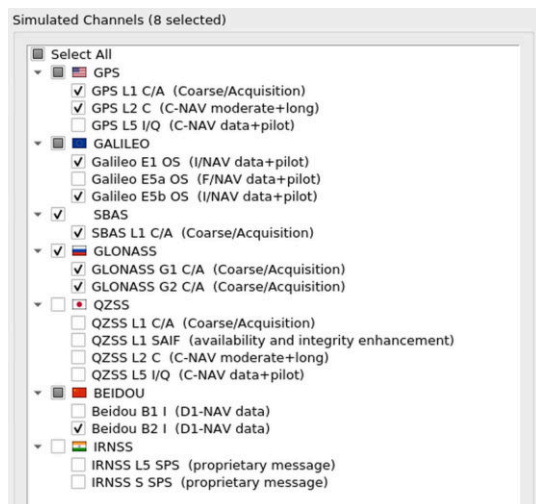 Simulated Channels (8 selected)
Select All
GPS
GPS L1 C/A (Coarse/Acquisition)
GPS L2 C (C-NAV moderate+long)
GPS L5 I/Q (C-NAV data+pilot)
GALILEO
Galileo E1 OS (I/NAV data+pilot)
Galileo E5a OS (F/NAV data+pilot)
Galileo E5b OS (I/NAV data+pilot)
SBAS
SBAS L1 C/A (Coarse/Acquisition)
GLONASS
GLONASS G1 C/A (Coarse/Acquisition)
GLONASS G2 C/A (Coarse/Acquisition)
QZSS
QZSS L1 C/A (Coarse/Acquisition)
QZSS L1 SAIF (availability and integrity enhancement)
QZSS L2 C (C-NAV moderate+long)
QZSS L5 I/Q (C-NAV data+pilot)
BEIDOU
Beidou B1 I (D1-NAV data)
Beidou B2 I (D1-NAV data)
IRNSS
IRNSS L5 SPS (proprietary message)
IRNSS S SPS (proprietary message)